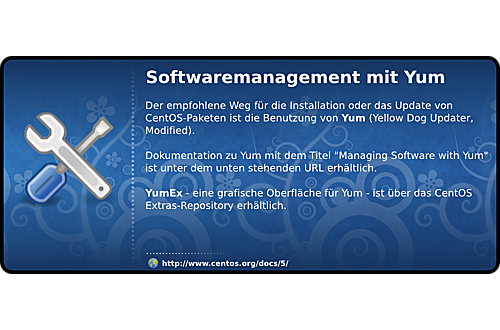 Softwaremanagement mit Yum
Der empfohlene Weg für die Installation oder das Update von
CentOS-Paketen ist die Benutzung von Yum (Yellow Dog Updater,
Modified).
Dokumentation zu Yum mit dem Titel "Managing Software with Yum"
ist unter dem unten stehenden URL erhältlich.
YumEx - eine grafische Oberfläche für Yum - ist über das CentOS
Extras-Repository erhältlich.
http://www.centos.org/docs/5/